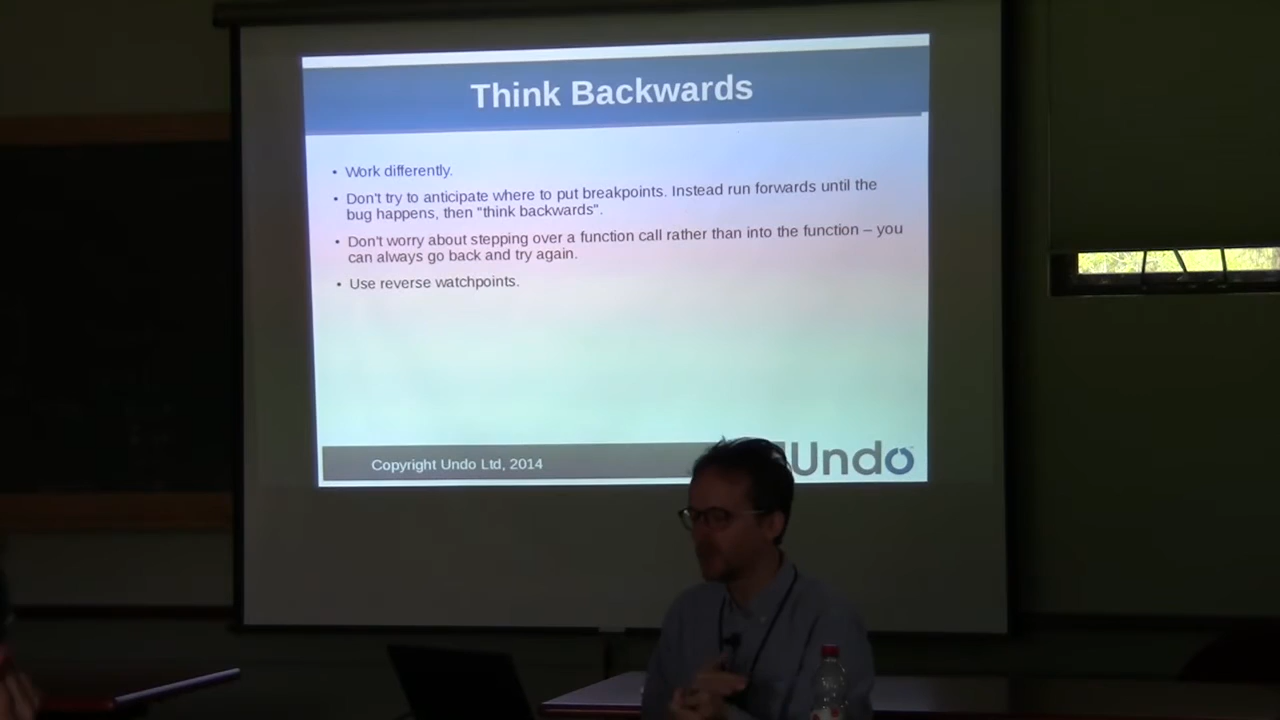 Think Backwards
• Work differently.
• Don't try to anticipate where to put breakpoints. Instead run forwards until the
bug happens, then "think backwards".
• Don't worry about stepping over a function call rather than into the function – you
can always go back and try again.
• Use reverse watchpoints.
Copyright Undo Ltd, 2014
Undo